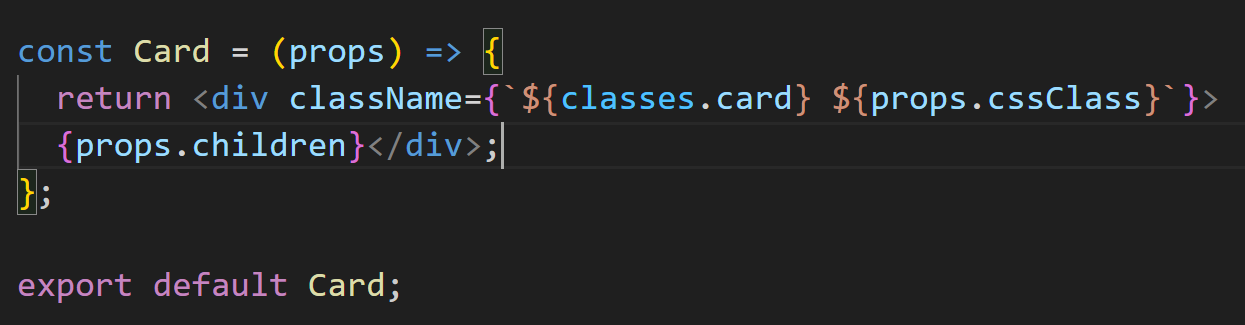 const Card = (props) => {
  return <div className={`${classes.card} ${props.cssClass}`}>
  {props.children}</div>;
};

export default Card;